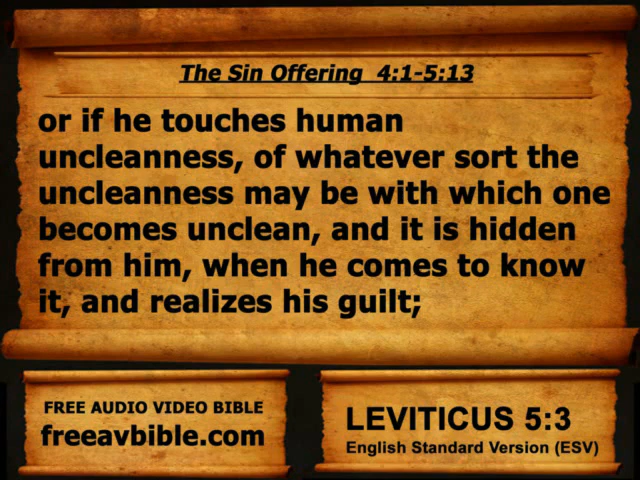 The Sin Offering 4:1-5:13
or if he touches human
uncleanness, of whatever sort the
uncleanness may be with which one
becomes unclean, and it is hidden
from him, when he comes to know
it, and realizes his guilt;
FREE AUDIO VIDEO BIBLE
freeavbible.com
LEVITICUS 5:3
English Standard Version (ESV)